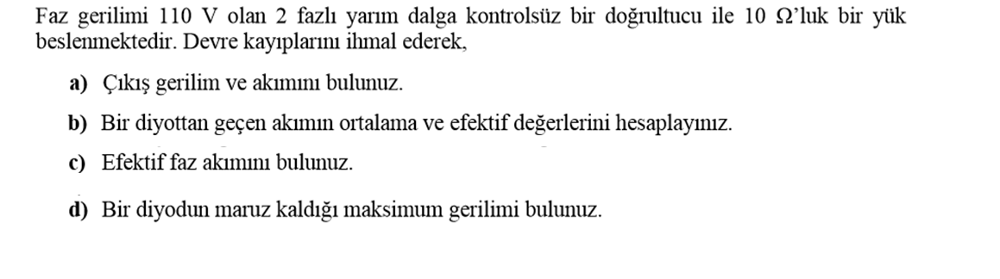 Faz gerilimi 110 V olan 2 fazlı yarım dalga kontrolsüz bir doğrultucu ile 10 Ω’luk bir yük
beslenmektedir. Devre kayıplarını ihmal ederek,
a) Çıkış gerilim ve akımını bulunuz.
b) Bir diyottan geçen akımın ortalama ve efektif değerlerini hesaplayınız.
c) Efektif faz akımını bulunuz.
d) Bir diyodun maruz kaldığı maksimum gerilimi bulunuz.